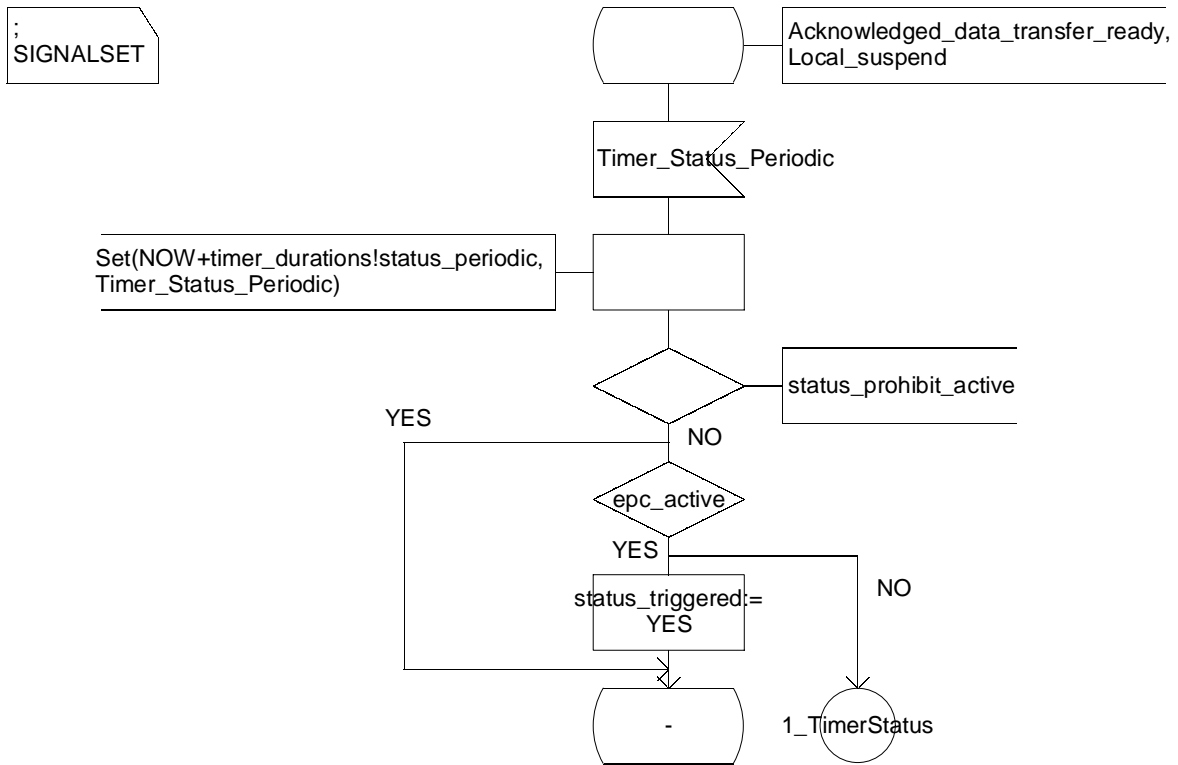 ;
SIGNALSET
Acknowledged_data_transfer_ready,
Local_suspend
Timer_Status_Periodic
Set(NOW+timer_durations!status_periodic,
Timer_Status_Periodic)
status_prohibit_active
YES
NO
epc_active
YES
NO
status_triggered:=
YES
-
1_TimerStatus